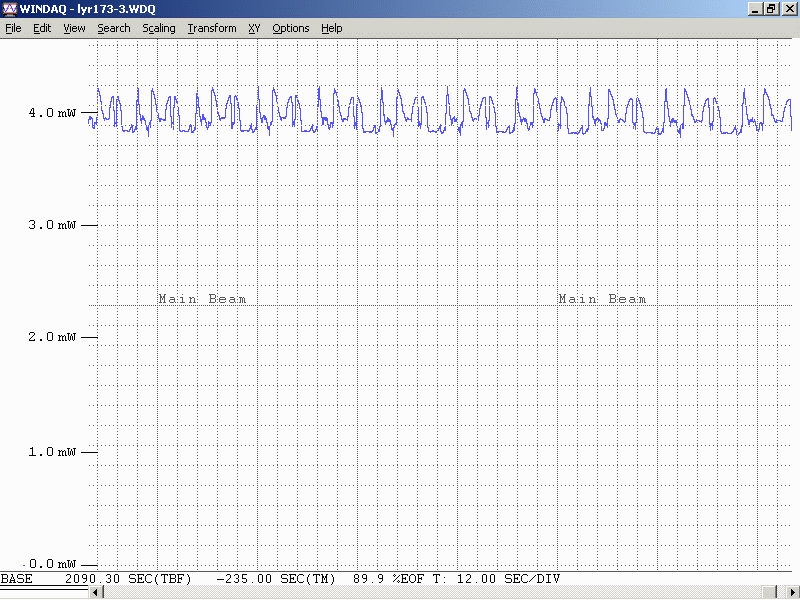 WINDAQ - lyr173-3.WDQ
File Edit View Search Scaling Transform XY Options Help
4.0 mW
3.0 mW
Main Beam Main Beam
2.0 mW
1.0 mW
-0.0 mW
BASE 2090.30 SEC(TBF) -235.00 SEC(TM) 89.9 %EOF T: 12.00 SEC/DIV